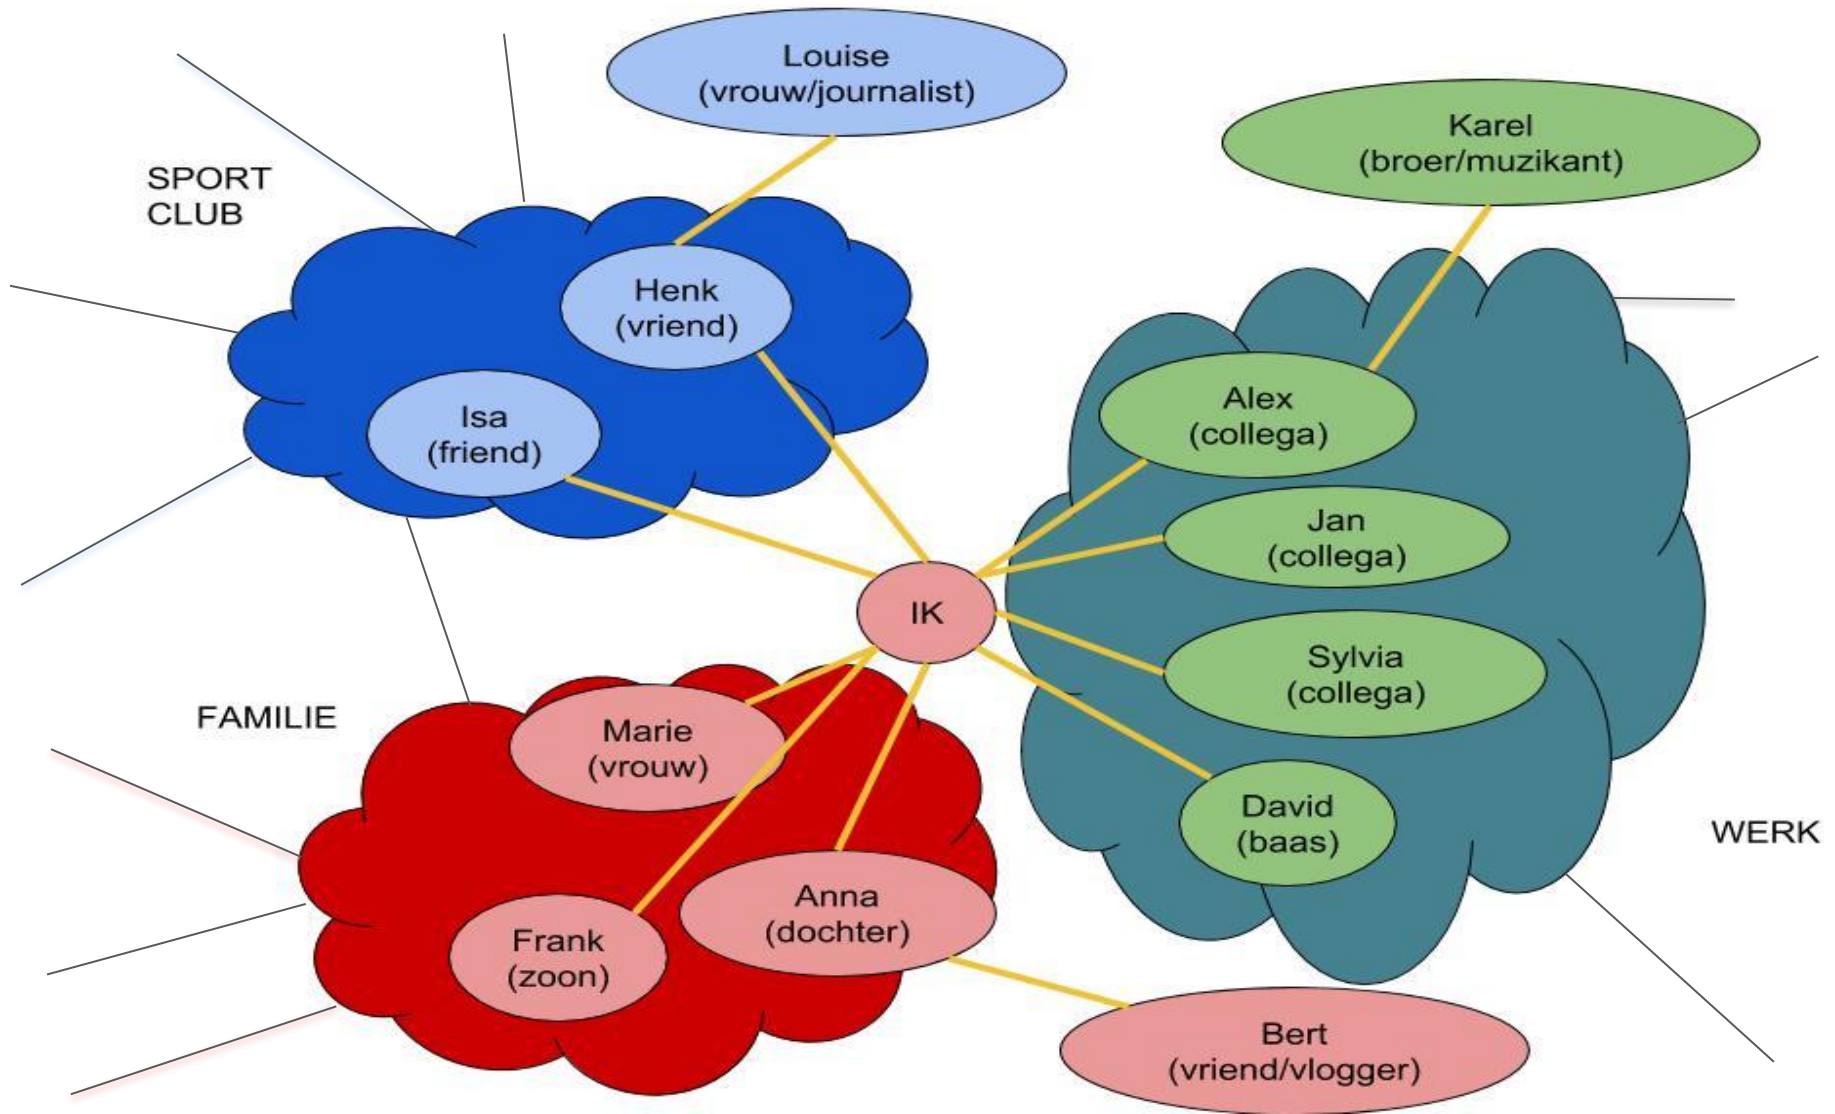 Louise
(vrouw/journalist)
Karel
(broer/muzikant)
SPORT
CLUB
Henk
(vriend)
Isa
(friend)
Alex
(collega)
Jan
(collega)
IK
Sylvia
(collega)
FAMILIE
Marie
(vrouw)
David
(baas)
WERK
Anna
(dochter)
Frank
(zoon)
Bert
(vriend/vlogger)